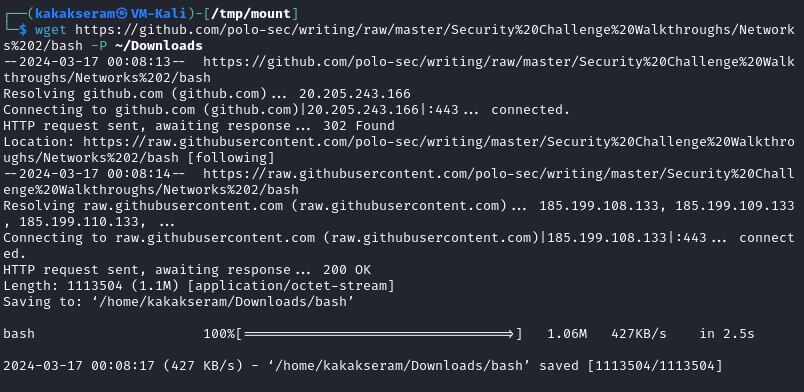 ┌──(kakakseram㉿VM-Kali)-[/tmp/mount]
└─$ wget https://github.com/polo-sec/writing/raw/master/Security%20Challenge%20Walkthroughs/Network
s%202/bash -P ~/Downloads
--2024-03-17 00:08:13--  https://github.com/polo-sec/writing/raw/master/Security%20Challenge%20Walk
throughs/Networks%202/bash
Resolving github.com (github.com)... 20.205.243.166
Connecting to github.com (github.com)|20.205.243.166|:443... connected.
HTTP request sent, awaiting response... 302 Found
Location: https://raw.githubusercontent.com/polo-sec/writing/master/Security%20Challenge%20Walkthro
ughs/Networks%202/bash [following]
--2024-03-17 00:08:14--  https://raw.githubusercontent.com/polo-sec/writing/master/Security%20Chall
enge%20Walkthroughs/Networks%202/bash
Resolving raw.githubusercontent.com (raw.githubusercontent.com)... 185.199.108.133, 185.199.109.133
, 185.199.110.133, ...
Connecting to raw.githubusercontent.com (raw.githubusercontent.com)|185.199.108.133|:443... connect
ed.
HTTP request sent, awaiting response... 200 OK
Length: 1113504 (1.1M) [application/octet-stream]
Saving to: ‘/home/kakakseram/Downloads/bash’
bash                      100%[==================================>]   1.06M   427KB/s    in 2.5s
2024-03-17 00:08:17 (427 KB/s) - ‘/home/kakakseram/Downloads/bash’ saved [1113504/1113504]